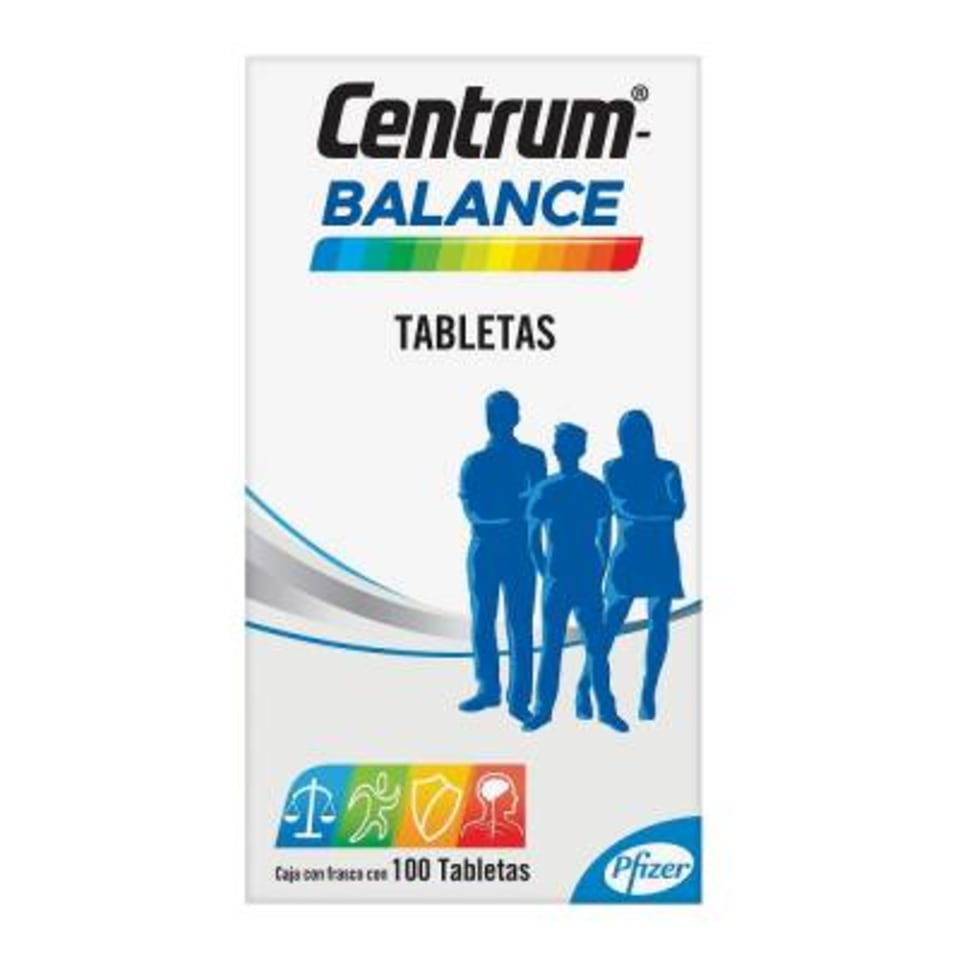 Centrum®-
BALANCE
TABLETAS
Caja con frasco con 100 Tabletas
Pfizer